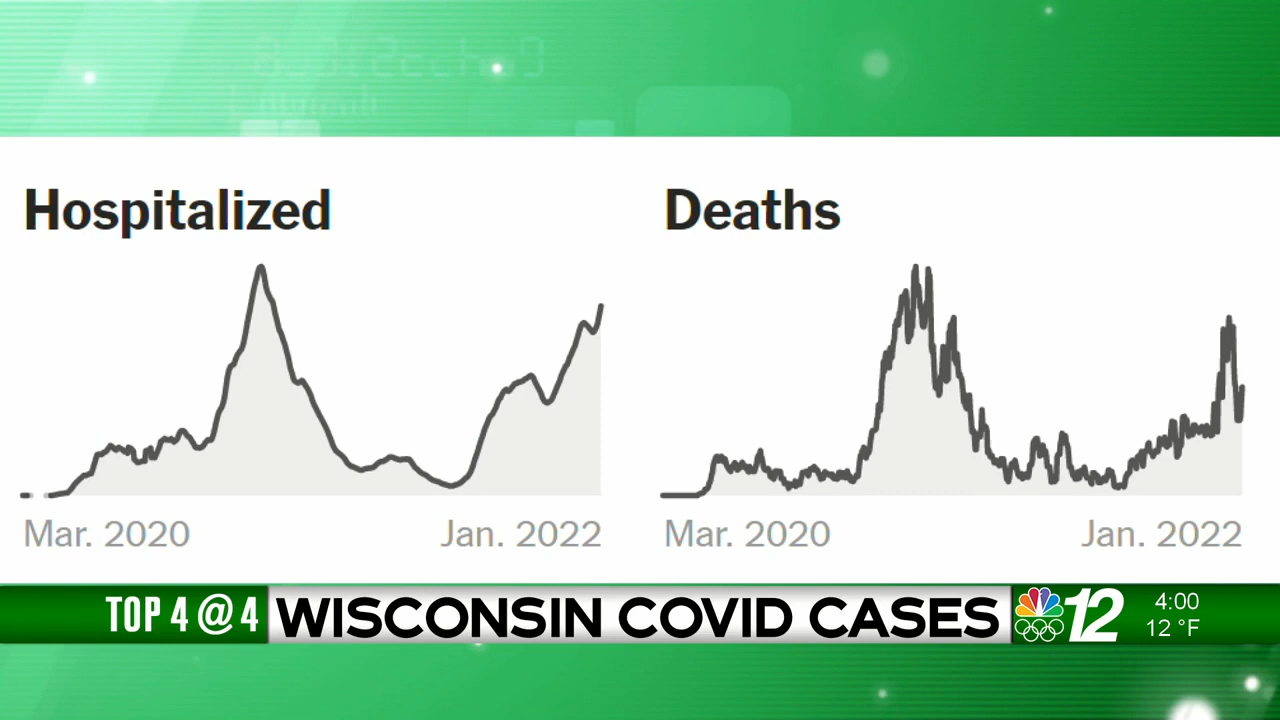 Hospitalized
Mar. 2020
Jan. 2022
Deaths
Mar. 2020
Jan. 2022
TOP 4 @ 4
WISCONSIN COVID CASES
12
4:00
12 °F